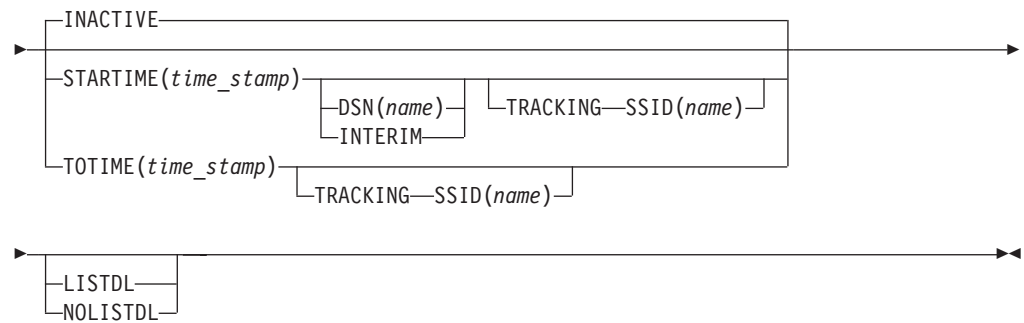 INACTIVE
STARTIME(time_stamp)
DSN(name)
INTERIM
TRACKING SSID(name)
TOTIME(time_stamp)
TRACKING SSID(name)
LISTDL
NOLISTDL